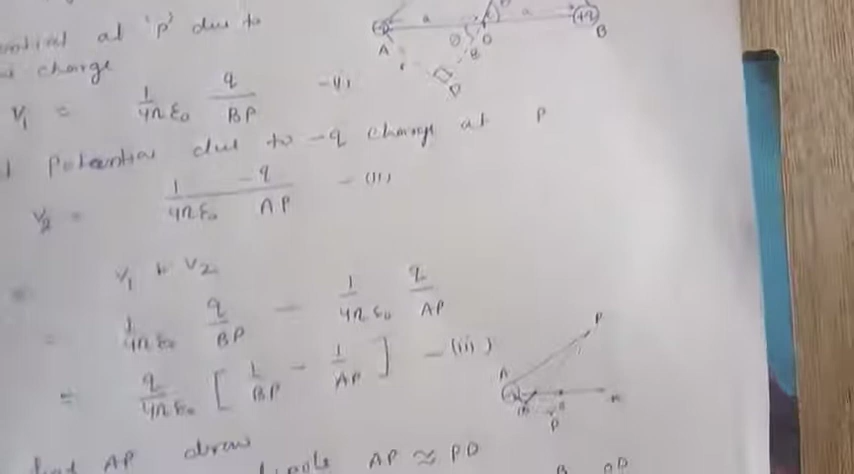 at 'p' due to
charge
V₁ = 1/4πε₀ q/BP -(i)
Potential due to -q charge at P
V₂ = 1/4πε₀ -q/AP -(ii)
V₁ + V₂
= 1/4πε₀ q/BP - 1/4πε₀ q/AP
= q/4πε₀ [1/BP - 1/AP] -(iii)
AP draw
AP ≈ PD
A
a
O
a
+q
B
D
P
A